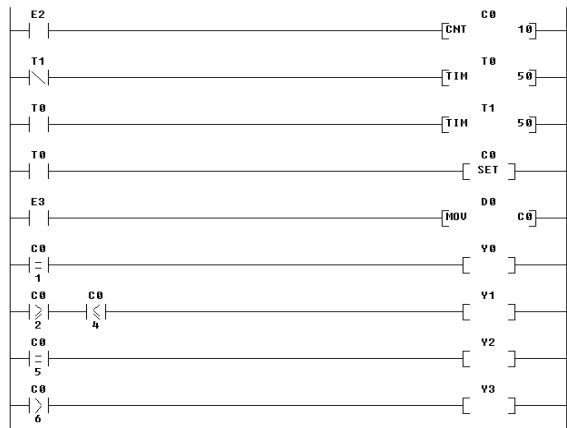 E2 C0
CNT 10
T1 T0
TIM 50
T0 T1
TIM 50
T0 C0
SET
E3 D0
MOV C0
C0 Y0
=
1
C0 C0 Y1
≥ ≤
2 4
C0 Y2
=
5
C0 Y3
>
6